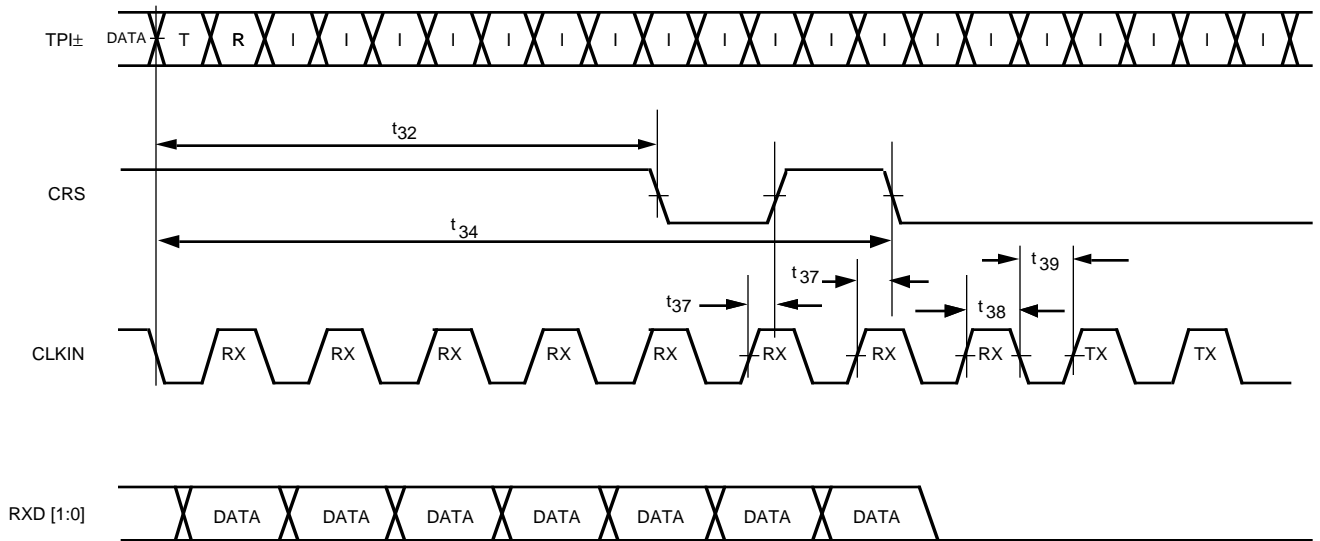 TPI± DATA T R I I I I I I I I I I I I I I I I I I I
t32
CRS
t34
t39
t37
t37 t38
CLKIN RX RX RX RX RX RX RX RX TX TX
RXD [1:0] DATA DATA DATA DATA DATA DATA DATA